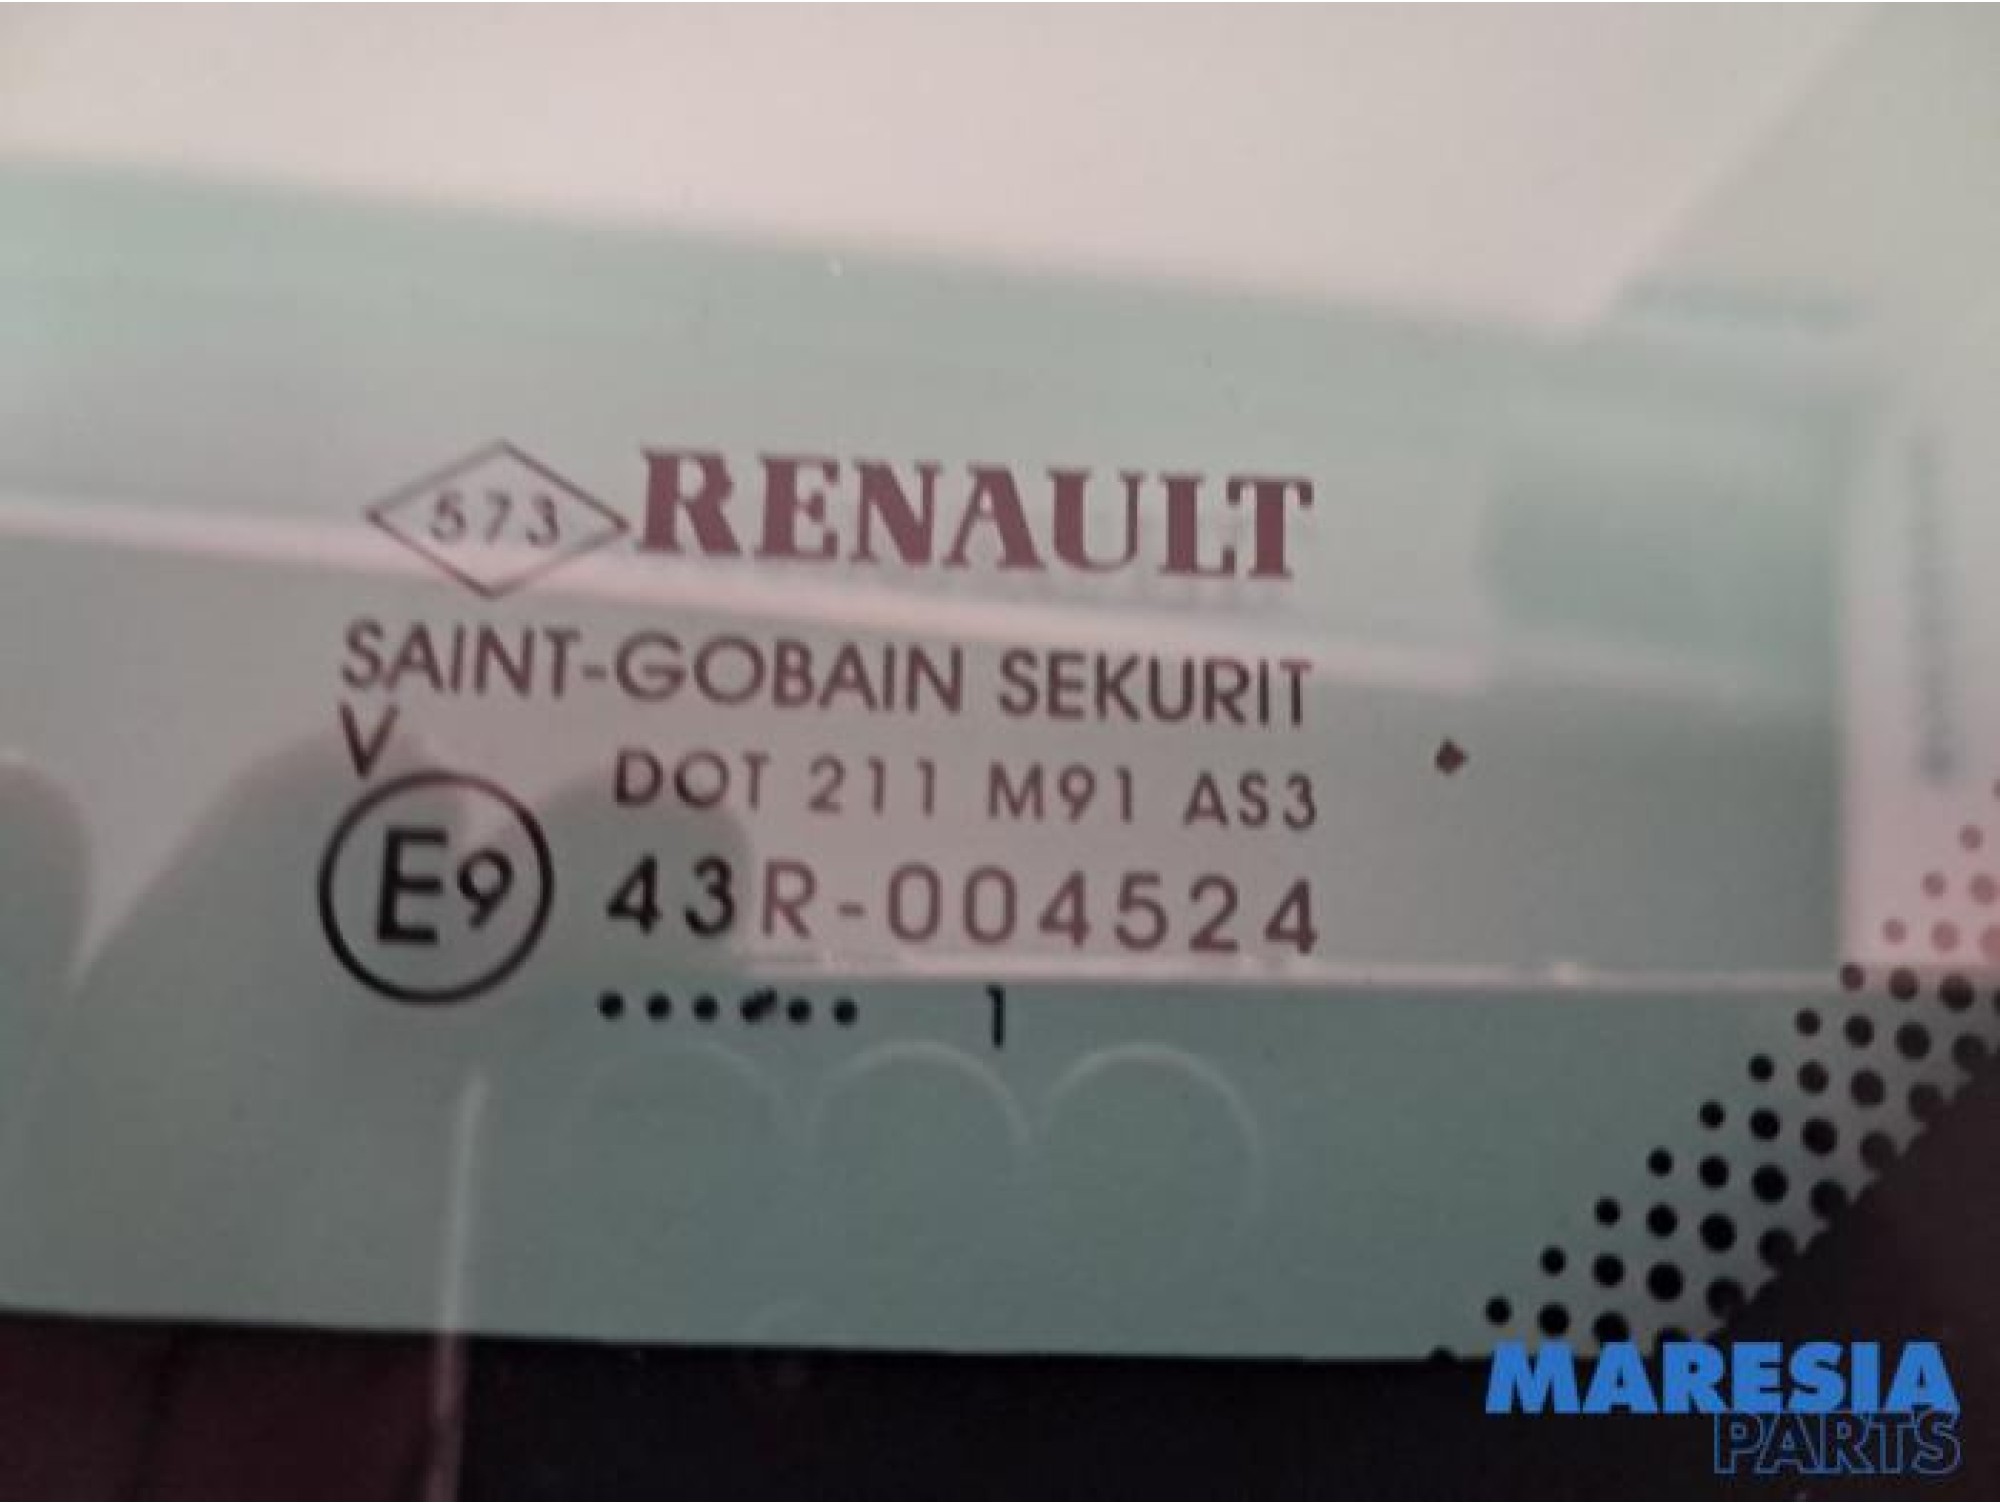 573 RENAULT
SAINT-GOBAIN SEKURIT
V
DOT 211 M91 AS3
E9 43R-004524
...... 1
MARESIA
PARTS